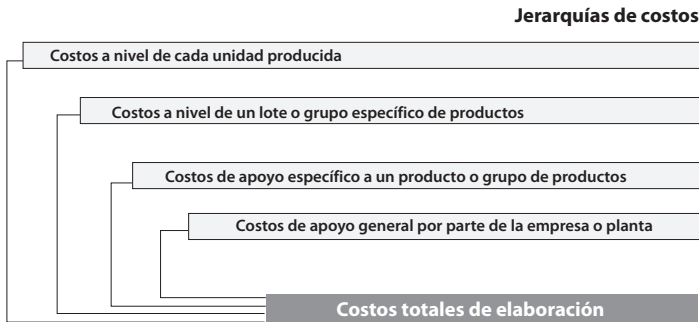 Jerarquías de costos
Costos a nivel de cada unidad producida
Costos a nivel de un lote o grupo específico de productos
Costos de apoyo específico a un producto o grupo de productos
Costos de apoyo general por parte de la empresa o planta
Costos totales de elaboración